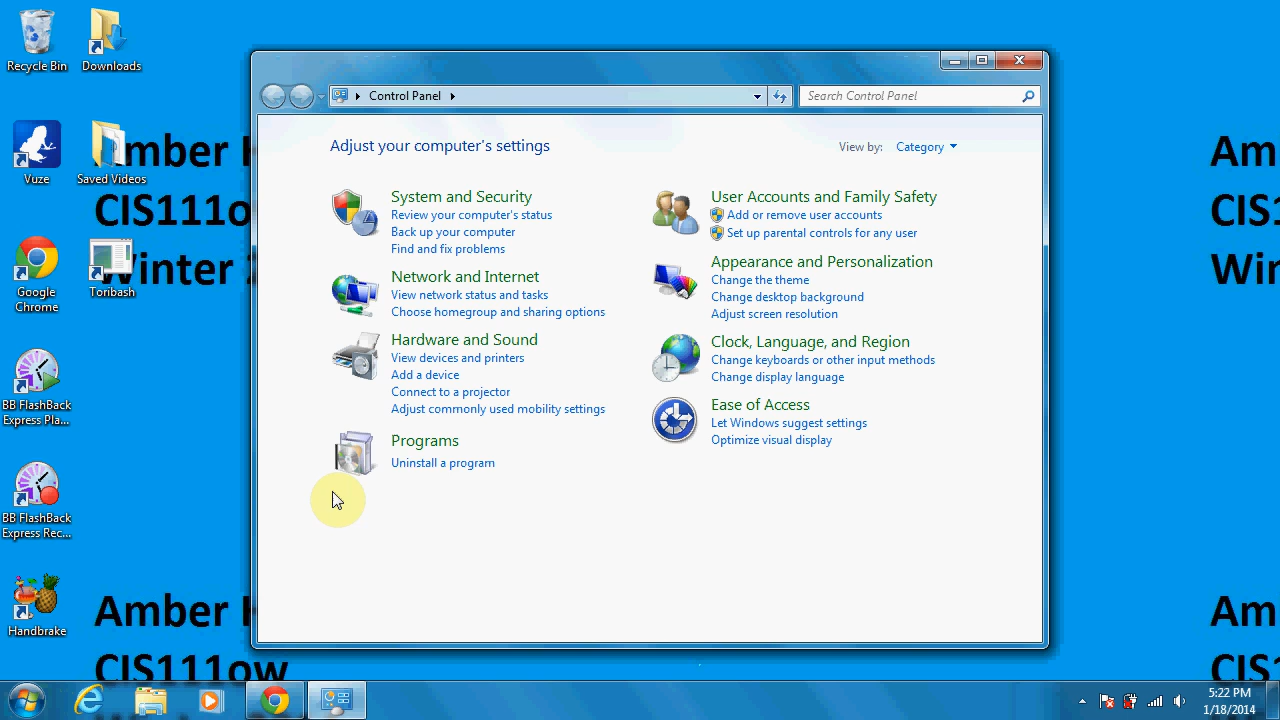 Recycle Bin
Downloads
Vuze
Saved Videos
Google
Chrome
Toribash
BB FlashBack
Express Pla...
BB FlashBack
Express Rec...
Handbrake
Amber
CIS111o
Winter
Amber
CIS111ow
Control Panel
Search Control Panel
Adjust your computer's settings
View by: Category
System and Security
Review your computer's status
Back up your computer
Find and fix problems
Network and Internet
View network status and tasks
Choose homegroup and sharing options
Hardware and Sound
View devices and printers
Add a device
Connect to a projector
Adjust commonly used mobility settings
Programs
Uninstall a program
User Accounts and Family Safety
Add or remove user accounts
Set up parental controls for any user
Appearance and Personalization
Change the theme
Change desktop background
Adjust screen resolution
Clock, Language, and Region
Change keyboards or other input methods
Change display language
Ease of Access
Let Windows suggest settings
Optimize visual display
Am
CIS1
Win
Am
CIS1
5:22 PM
1/18/2014